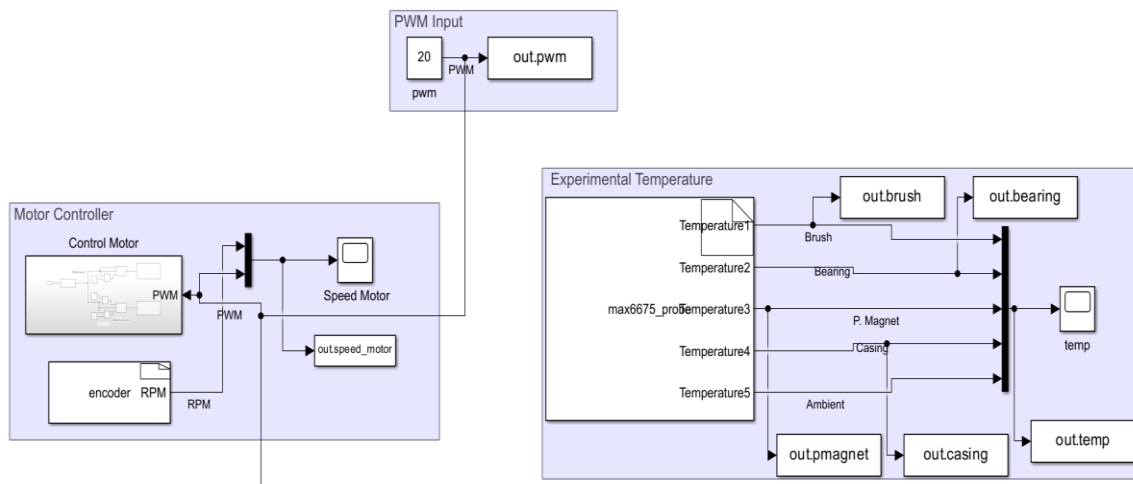 PWM Input
20
PWM
out.pwm
pwm
Motor Controller
Control Motor
PWM
PWM
Speed Motor
out.speed_motor
encoder
RPM
RPM
Experimental Temperature
out.brush
out.bearing
Temperature1
Brush
Temperature2
Bearing
max6675_probe
Temperature3
P. Magnet
Temperature4
Casing
temp
Temperature5
Ambient
out.pmagnet
out.casing
out.temp